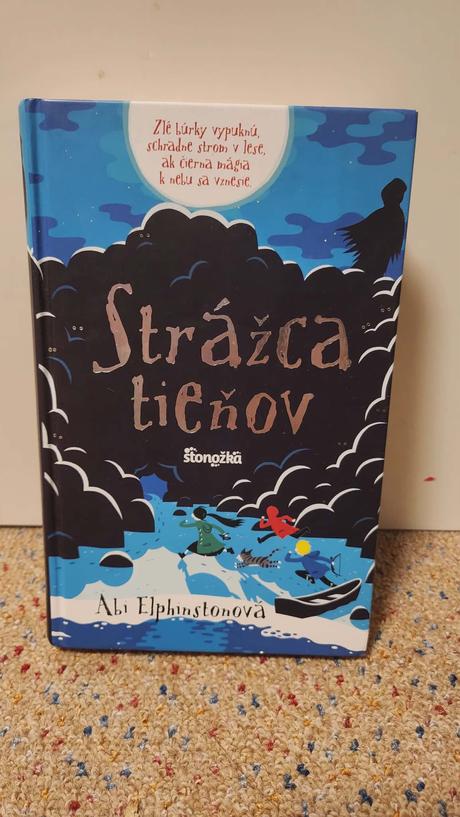 Zlé búrky vypuknú,
schradne strom v lese,
ak čierna mágia
k nebu sa vznesie.
Strážca
tieňov
stonožka
Abi Elphinstonová